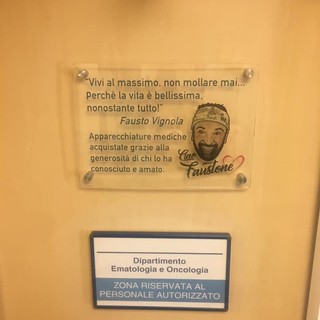 "Vivi al massimo, non mollare mai...
perchè la vita è bellissima,
nonostante tutto!"
Fausto Vignola
Apparecchiature mediche
acquistate grazie alla
generosità di chi lo ha
conosciuto e amato.
Ciao
Faustone
Dipartimento
Ematologia e Oncologia
ZONA RISERVATA AL
PERSONALE AUTORIZZATO